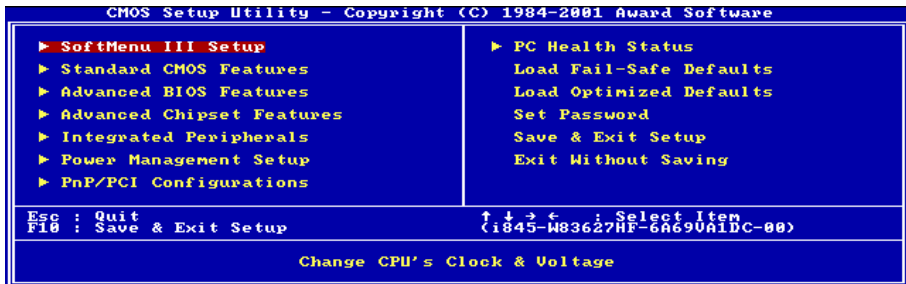 CMOS Setup Utility - Copyright (C) 1984-2001 Award Software
► SoftMenu III Setup
► Standard CMOS Features
► Advanced BIOS Features
► Advanced Chipset Features
► Integrated Peripherals
► Power Management Setup
► PnP/PCI Configurations
► PC Health Status
Load Fail-Safe Defaults
Load Optimized Defaults
Set Password
Save & Exit Setup
Exit Without Saving
Esc : Quit
F10 : Save & Exit Setup
↑ ↓ → ← : Select Item
(i845-W83627HF-6A69VA1DC-00)
Change CPU's Clock & Voltage